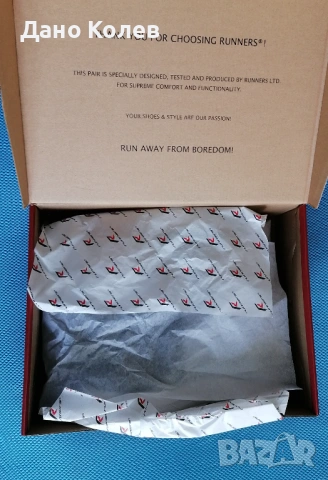 Дано Колев
YOU FOR CHOOSING RUNNERS®!
THIS PAIR IS SPECIALLY DESIGNED, TESTED AND PRODUCED BY RUNNERS LTD.
FOR SUPREME COMFORT AND FUNCTIONALITY.
YOUR SHOES & STYLE ARE OUR PASSION!
RUN AWAY FROM BOREDOM!
BAZAR